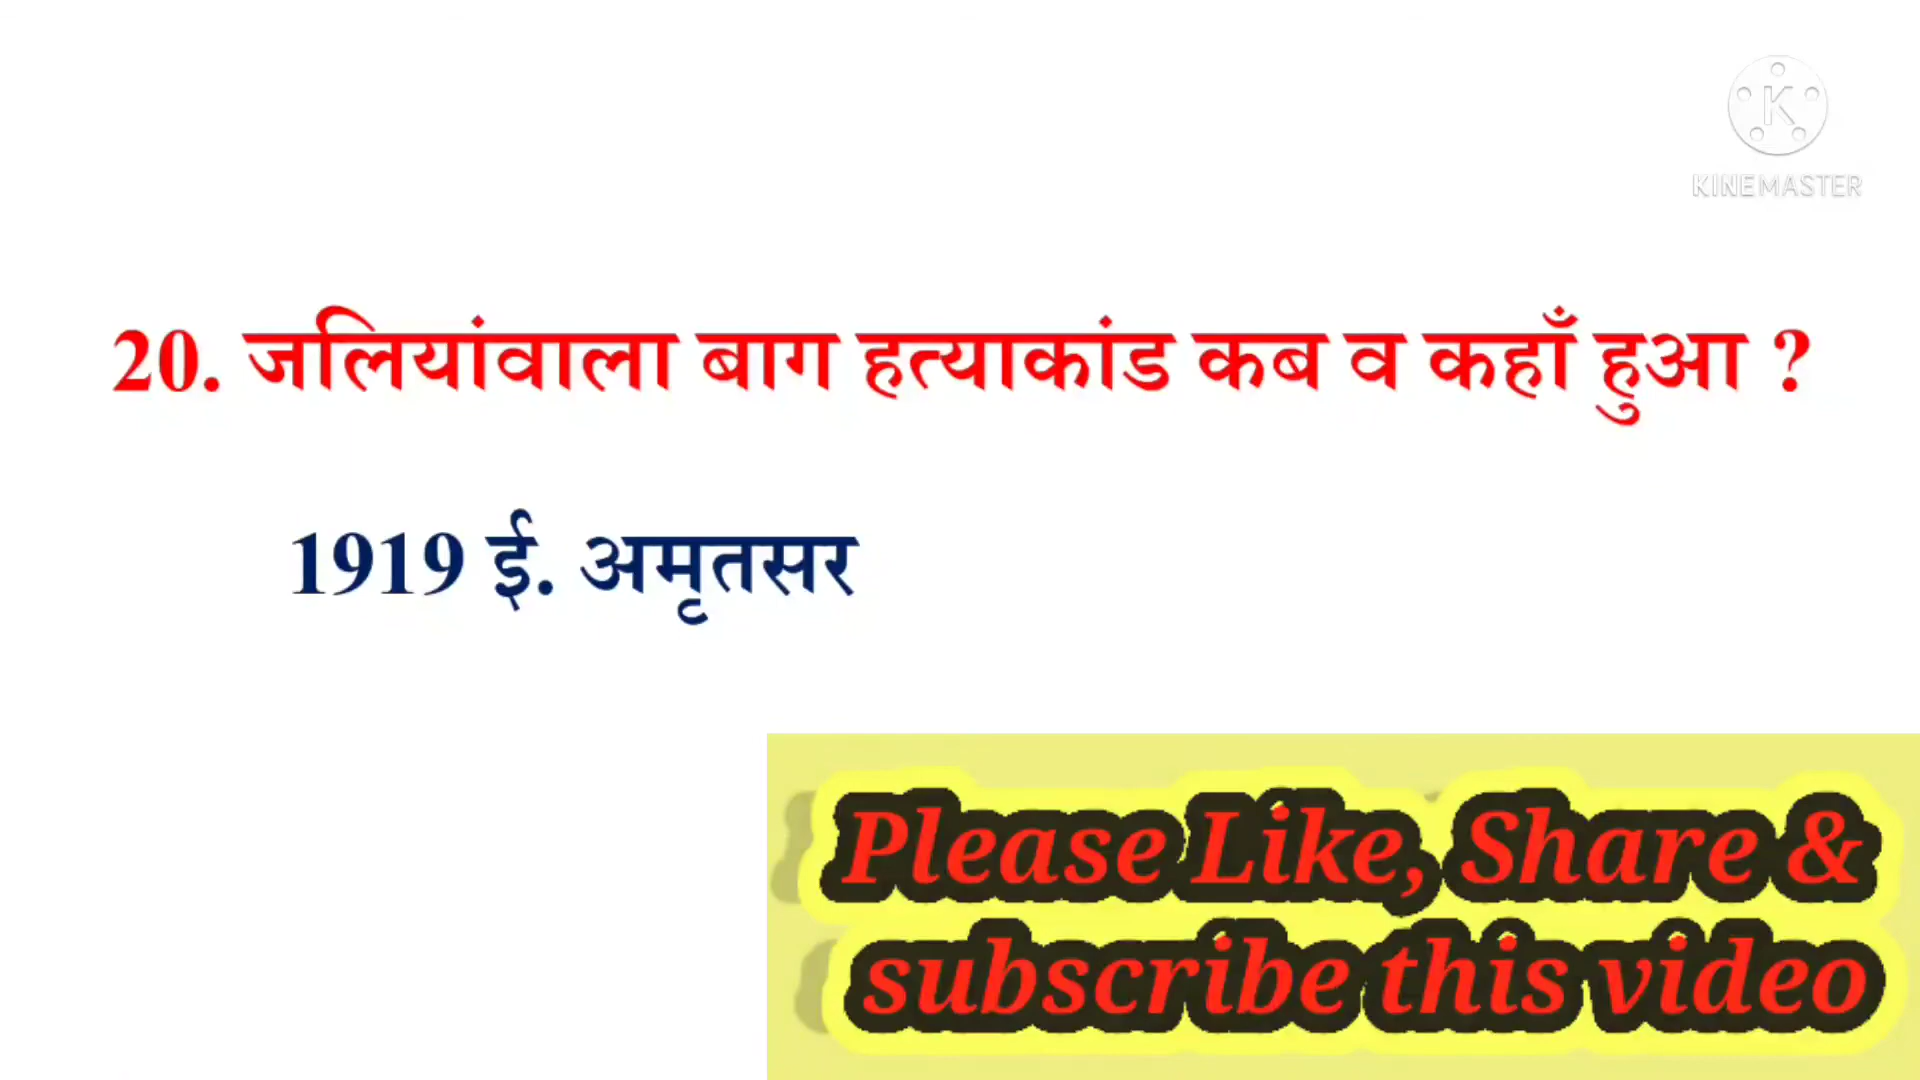 KINEMASTER
20. जलियांवाला बाग हत्याकांड कब व कहाँ हुआ ?
1919 ई. अमृतसर
Please Like, Share &
subscribe this video